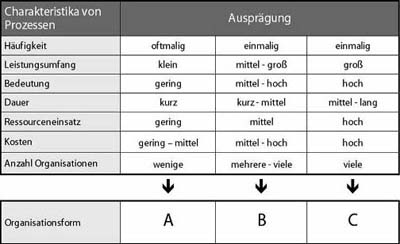 Charakteristika von Prozessen Ausprägung
Häufigkeit oftmalig einmalig einmalig
Leistungsumfang klein mittel - groß groß
Bedeutung gering mittel - hoch hoch
Dauer kurz kurz - mittel mittel - lang
Ressourceneinsatz gering mittel hoch
Kosten gering – mittel mittel - hoch hoch
Anzahl Organisationen wenige mehrere - viele viele
Organisationsform A B C